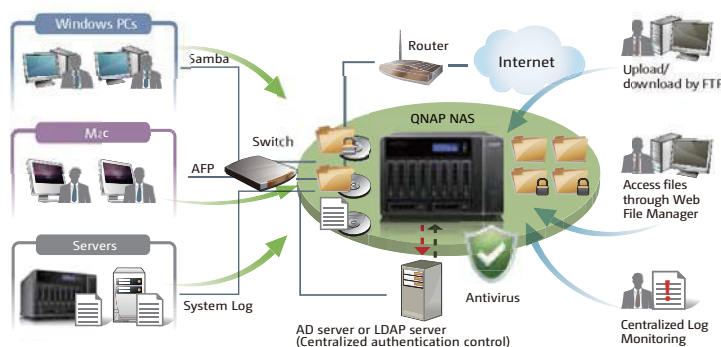 Windows PCs
Samba
Mac
AFP
Switch
Servers
System Log
Router
Internet
QNAP NAS
Antivirus
AD server or LDAP server
(Centralized authentication control)
Upload/
download by FTP
Access files
through Web
File Manager
Centralized Log
Monitoring